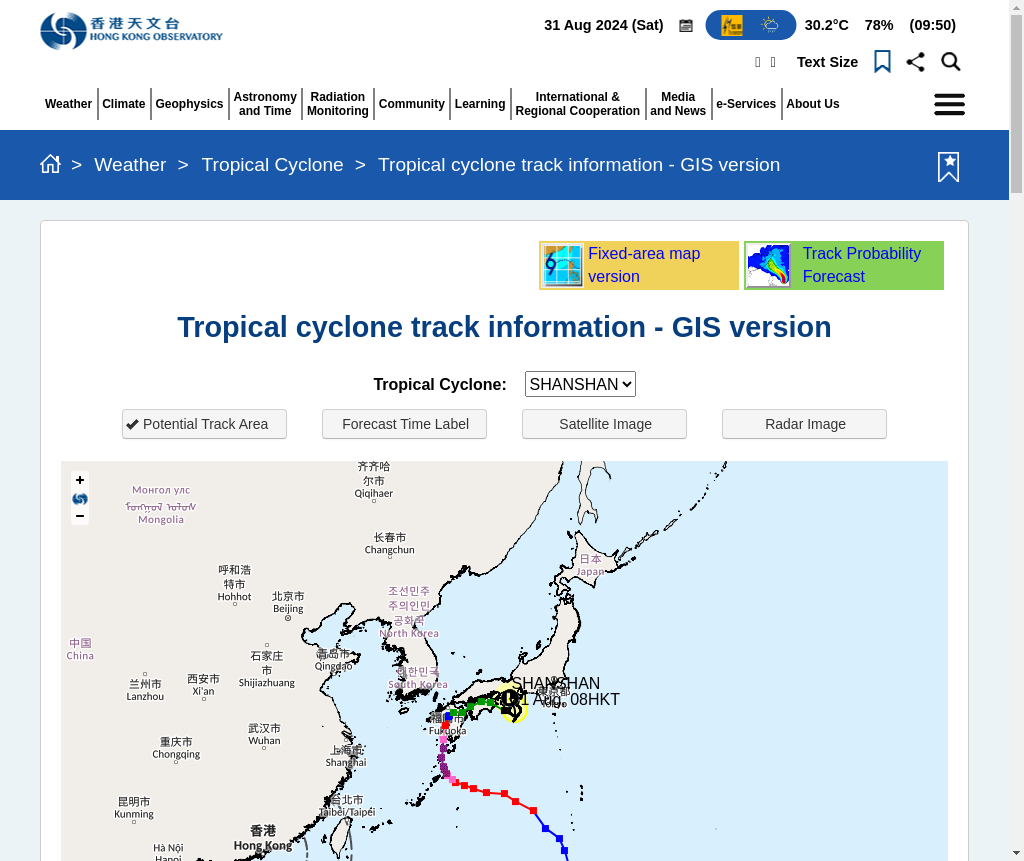 香港天文台
HONG KONG OBSERVATORY
31 Aug 2024 (Sat)
30.2°C 78% (09:50)
Text Size
Weather
Climate
Geophysics
Astronomy
and Time
Radiation
Monitoring
Community
Learning
International &
Regional Cooperation
Media
and News
e-Services
About Us
> Weather > Tropical Cyclone > Tropical cyclone track information - GIS version
Fixed-area map
version
Track Probability
Forecast
Tropical cyclone track information - GIS version
Tropical Cyclone: SHANSHAN
Potential Track Area
Forecast Time Label
Satellite Image
Radar Image
+
−
齐齐哈
尔市
Qiqihaer
Монгол улс
Mongolia
长春市
Changchun
日本
Japan
呼和浩
特市
Hohhot
北京市
Beijing
조선민주
주의인민
공화국
North Korea
中国
China
石家庄
市
Shijiazhuang
青岛市
Qingdao
대한민국
South Korea
兰州市
Lanzhou
西安市
Xi'an
SHANSHAN
31 Aug, 08HKT
東京都
Tokyo
Fukuoka
武汉市
Wuhan
重庆市
Chongqing
上海市
Shanghai
昆明市
Kunming
台北市
Taibei/Taipei
香港
Hong Kong
Hà Nội
Hanoi